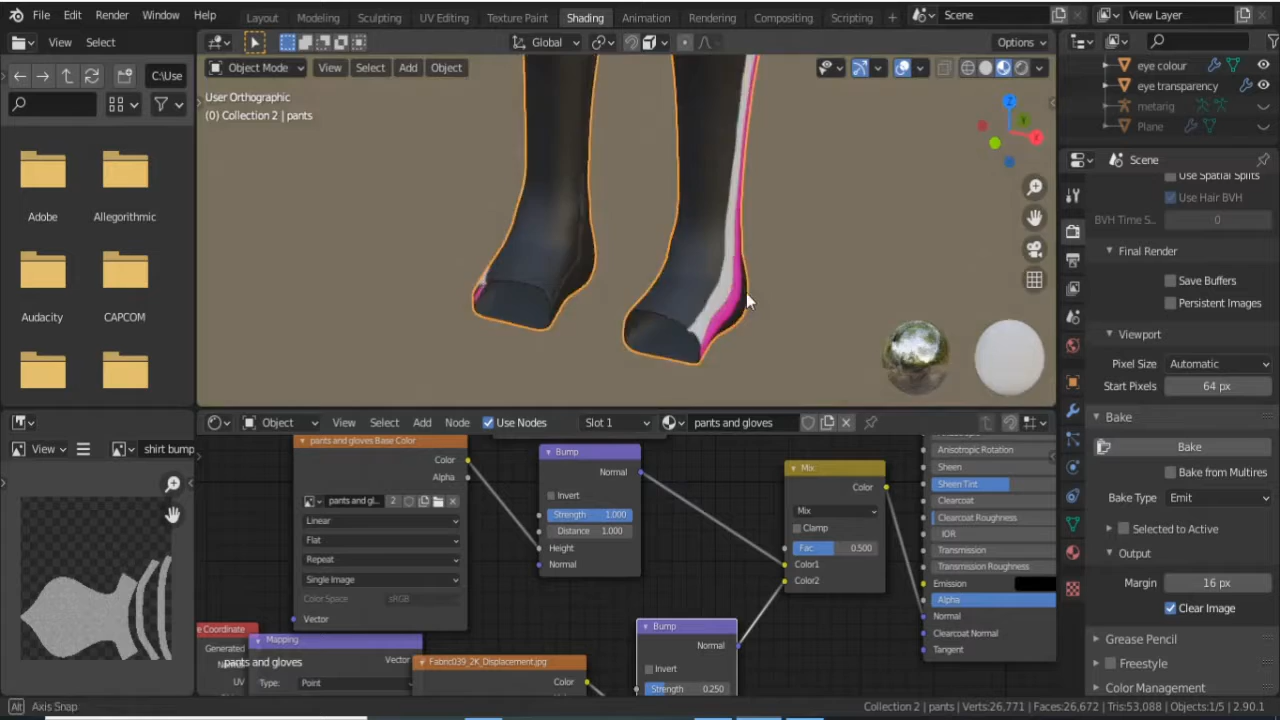 File Edit Render Window Help Layout Modeling Sculpting UV Editing Texture Paint Shading Animation Rendering Compositing Scripting + Scene View Layer
View Select Global Options
C:\Use Object Mode View Select Add Object
eye colour
eye transparency
metarig
Plane
User Orthographic
(0) Collection 2 | pants
Scene
Use Spatial Splits
Use Hair BVH
BVH Time S... 0
Final Render
Save Buffers
Persistent Images
Viewport
Pixel Size Automatic
Start Pixels 64 px
Bake
Bake
Bake from Multires
Bake Type Emit
Selected to Active
Output
Margin 16 px
Clear Image
Grease Pencil
Freestyle
Color Management
Adobe Allegorithmic
Audacity CAPCOM
Object View Select Add Node Use Nodes Slot 1 pants and gloves
View shirt bump
pants and gloves Base Color
Color
Alpha
pants and gl... 2
Linear
Flat
Repeat
Single Image
Color Space sRGB
Vector
Bump
Normal
Invert
Strength 1.000
Distance 1.000
Height
Normal
Mix
Color
Mix
Clamp
Fac 0.500
Color1
Color2
Anisotropic Rotation
Sheen
Sheen Tint
Clearcoat
Clearcoat Roughness
IOR
Transmission
Transmission Roughness
Emission
Alpha
Normal
Clearcoat Normal
Tangent
e Coordinate
Generated
Normal
UV
Mapping
Vector
Type: Point
pants and gloves
Fabric039_2K_Displacement.jpg
Color
Bump
Normal
Invert
Strength 0.250
Axis Snap Collection 2 | pants | Verts:26,771 | Faces:26,672 | Tris:53,088 | Objects:1/5 | 2.90.1